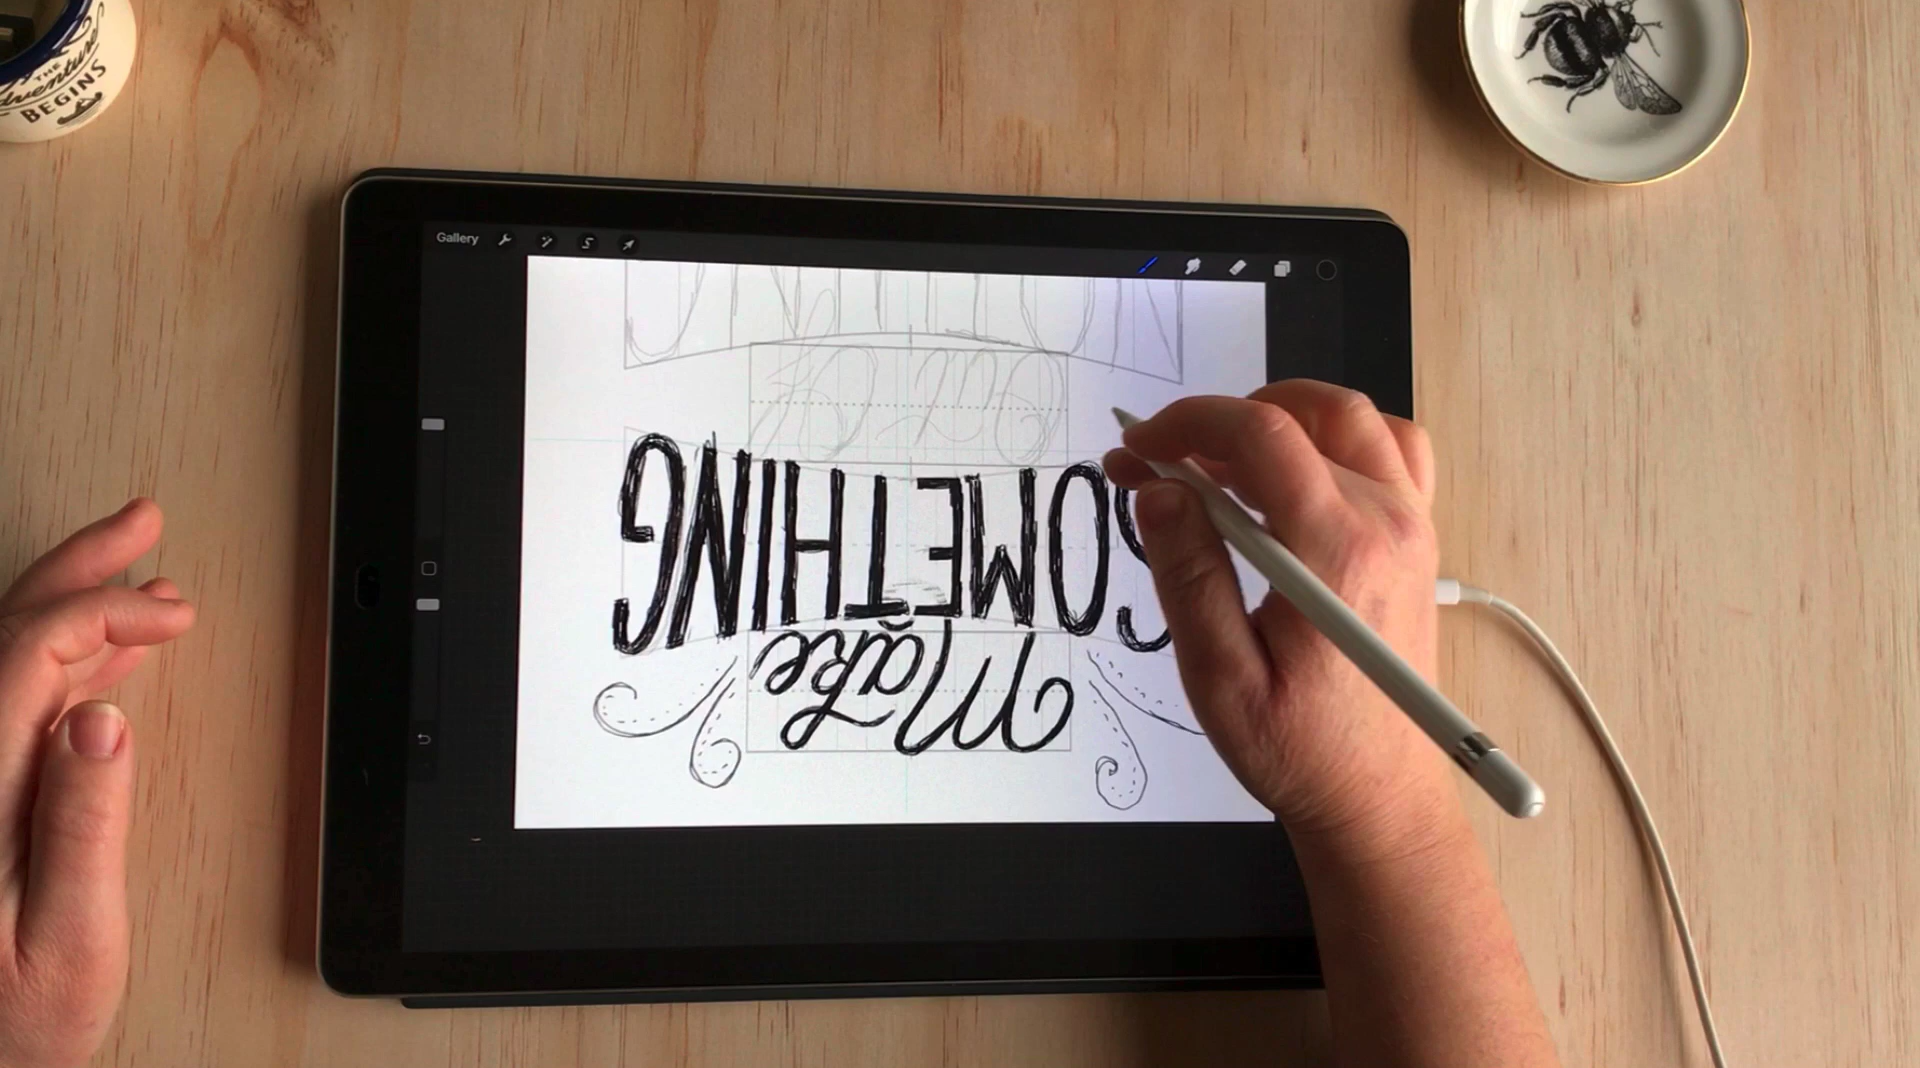 THE
Adventure
BEGINS
Gallery
Make
SOMETHING